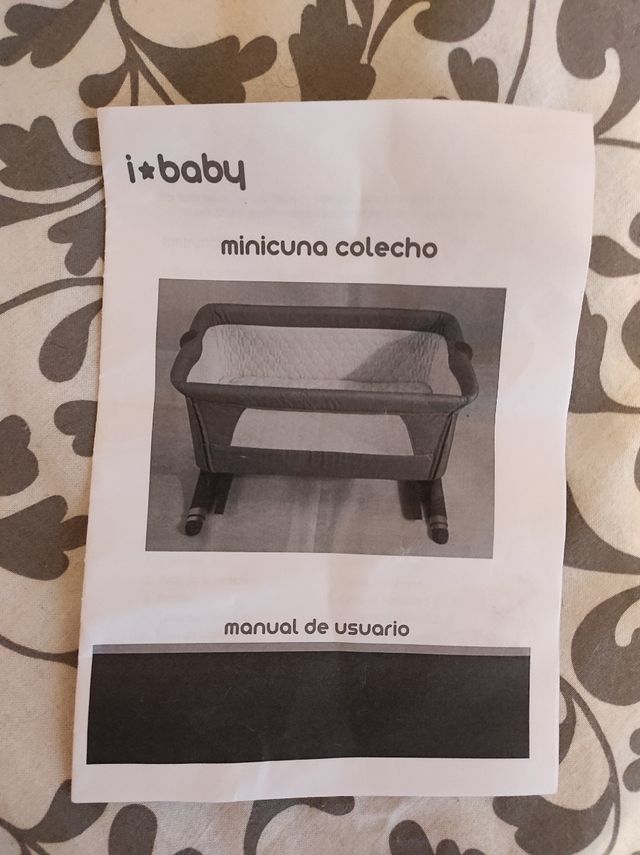 i★baby
minicuna colecho
manual de usuario